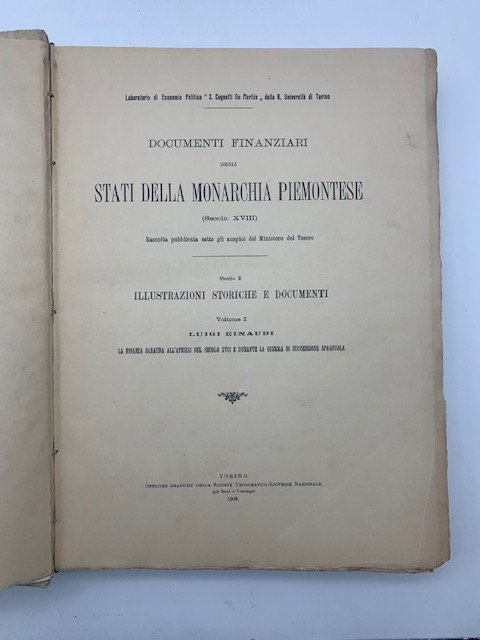 Laboratorio di Economia Politica “ S. Cognetti De Martiis „ della R. Università di Torino
DOCUMENTI FINANZIARI
DEGLI
STATI DELLA MONARCHIA PIEMONTESE
(Secolo XVIII)
Raccolta pubblicata sotto gli auspici del Ministero del Tesoro
Serie I
ILLUSTRAZIONI STORICHE E DOCUMENTI
Volume I
LUIGI EINAUDI
LA FINANZA SABAUDA ALL'APRIRSI DEL SECOLO XVIII E DURANTE LA GUERRA DI SUCCESSIONE SPAGNUOLA
TORINO
OFFICINE GRAFICHE DELLA SOCIETÀ TIPOGRAFICO-EDITRICE NAZIONALE
(già Roux e Viarengo)
1908.